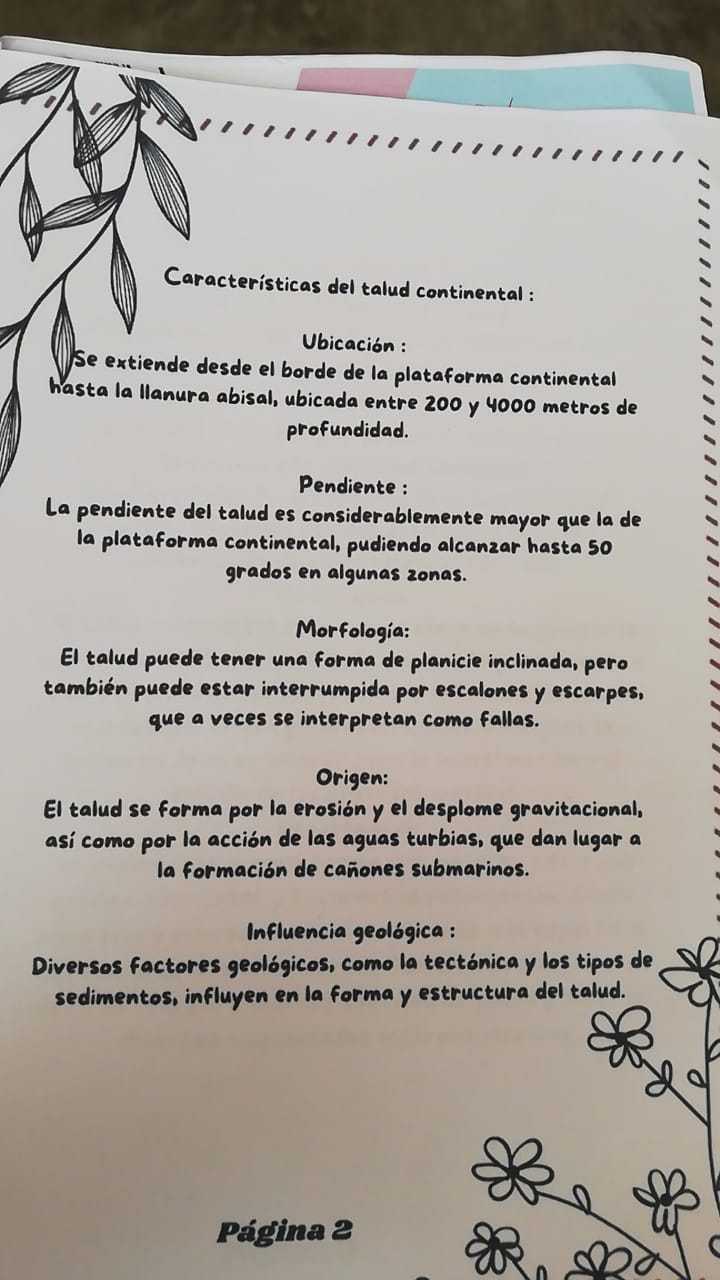 Características del talud continental :
Ubicación :
Se extiende desde el borde de la plataforma continental
hasta la llanura abisal, ubicada entre 200 y 4000 metros de
profundidad.
Pendiente :
La pendiente del talud es considerablemente mayor que la de
la plataforma continental, pudiendo alcanzar hasta 50
grados en algunas zonas.
Morfología:
El talud puede tener una forma de planicie inclinada, pero
también puede estar interrumpida por escalones y escarpes,
que a veces se interpretan como fallas.
Origen:
El talud se forma por la erosión y el desplome gravitacional,
así como por la acción de las aguas turbias, que dan lugar a
la formación de cañones submarinos.
Influencia geológica :
Diversos factores geológicos, como la tectónica y los tipos de
sedimentos, influyen en la forma y estructura del talud.
Página 2